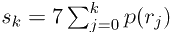 $s_k = 7 \sum_{j=0}^{k} p(r_j)$